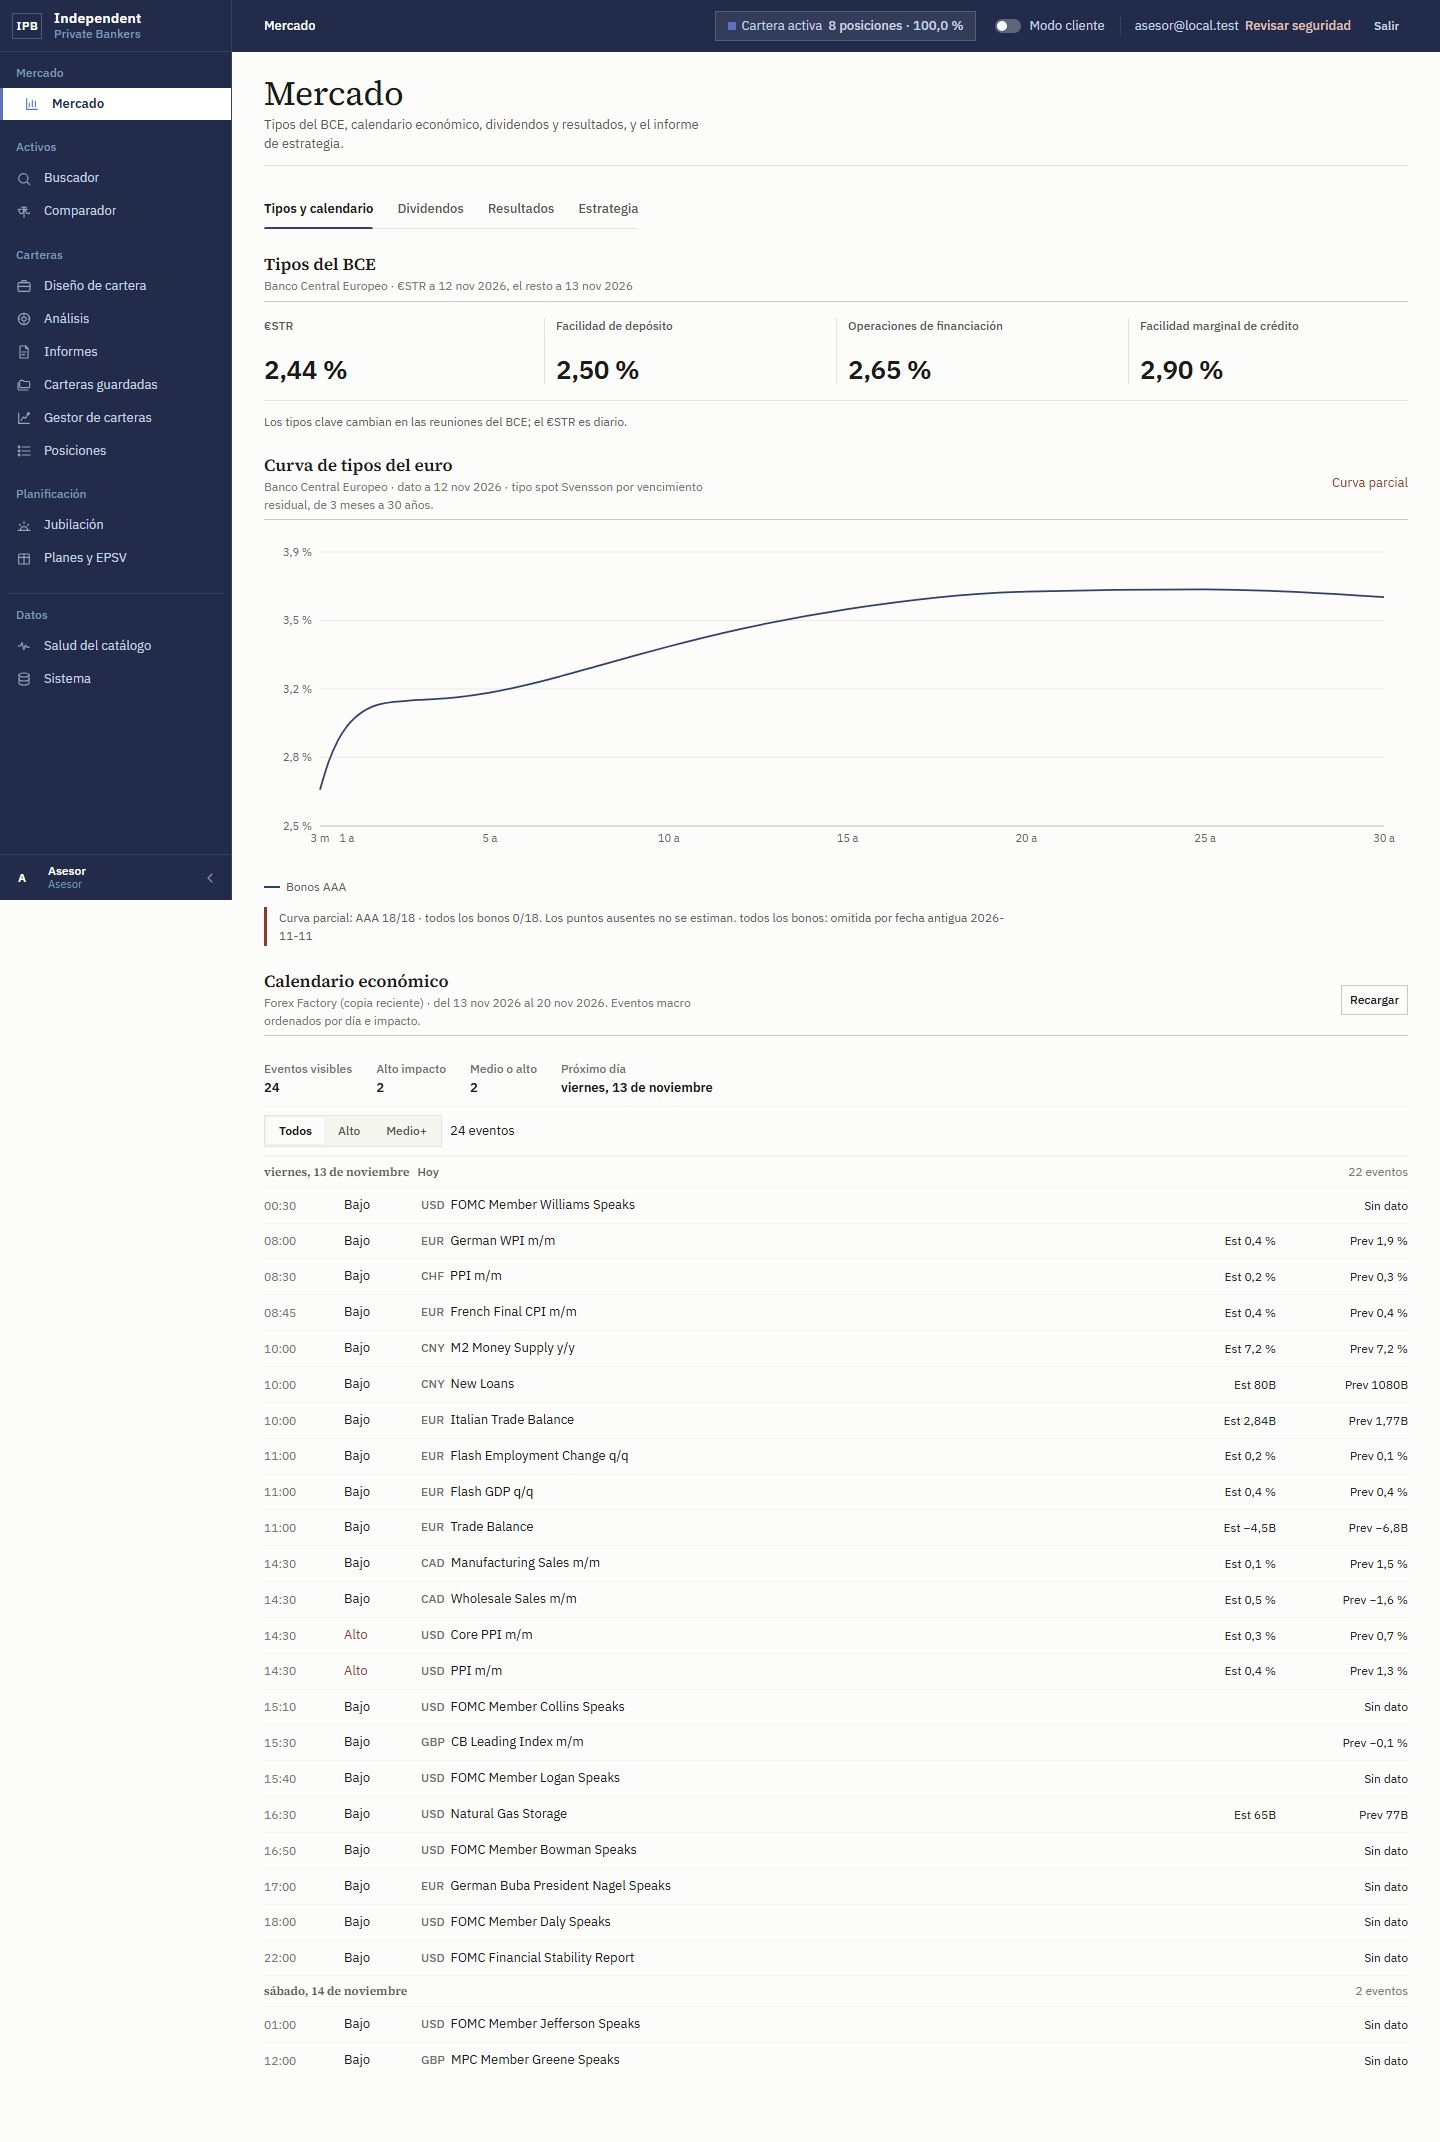 IPB
Independent
Private Bankers
Mercado
Mercado
Activos
Buscador
Comparador
Carteras
Diseño de cartera
Análisis
Informes
Carteras guardadas
Gestor de carteras
Posiciones
Planificación
Jubilación
Planes y EPSV
Datos
Salud del catálogo
Sistema
A
Asesor
Asesor
Mercado
Cartera activa 8 posiciones · 100,0 %
Modo cliente
asesor@local.test Revisar seguridad
Salir
Mercado
Tipos del BCE, calendario económico, dividendos y resultados, y el informe
de estrategia.
Tipos y calendario Dividendos Resultados Estrategia
Tipos del BCE
Banco Central Europeo · €STR a 12 nov 2026, el resto a 13 nov 2026
€STR Facilidad de depósito Operaciones de financiación Facilidad marginal de crédito
2,44 % 2,50 % 2,65 % 2,90 %
Los tipos clave cambian en las reuniones del BCE; el €STR es diario.
Curva de tipos del euro
Banco Central Europeo · dato a 12 nov 2026 · tipo spot Svensson por vencimiento
residual, de 3 meses a 30 años.
Curva parcial
3,9 %
3,5 %
3,2 %
2,8 %
2,5 %
3 m 1 a 5 a 10 a 15 a 20 a 25 a 30 a
Bonos AAA
Curva parcial: AAA 18/18 · todos los bonos 0/18. Los puntos ausentes no se estiman. todos los bonos: omitida por fecha antigua 2026-
11-11
Calendario económico
Forex Factory (copia reciente) · del 13 nov 2026 al 20 nov 2026. Eventos macro
ordenados por día e impacto.
Recargar
Eventos visibles Alto impacto Medio o alto Próximo día
24 2 2 viernes, 13 de noviembre
Todos Alto Medio+ 24 eventos
viernes, 13 de noviembre Hoy 22 eventos
00:30 Bajo USD FOMC Member Williams Speaks Sin dato
08:00 Bajo EUR German WPI m/m Est 0,4 % Prev 1,9 %
08:30 Bajo CHF PPI m/m Est 0,2 % Prev 0,3 %
08:45 Bajo EUR French Final CPI m/m Est 0,4 % Prev 0,4 %
10:00 Bajo CNY M2 Money Supply y/y Est 7,2 % Prev 7,2 %
10:00 Bajo CNY New Loans Est 80B Prev 1080B
10:00 Bajo EUR Italian Trade Balance Est 2,84B Prev 1,77B
11:00 Bajo EUR Flash Employment Change q/q Est 0,2 % Prev 0,1 %
11:00 Bajo EUR Flash GDP q/q Est 0,4 % Prev 0,4 %
11:00 Bajo EUR Trade Balance Est −4,5B Prev −6,8B
14:30 Bajo CAD Manufacturing Sales m/m Est 0,1 % Prev 1,5 %
14:30 Bajo CAD Wholesale Sales m/m Est 0,5 % Prev −1,6 %
14:30 Alto USD Core PPI m/m Est 0,3 % Prev 0,7 %
14:30 Alto USD PPI m/m Est 0,4 % Prev 1,3 %
15:10 Bajo USD FOMC Member Collins Speaks Sin dato
15:30 Bajo GBP CB Leading Index m/m Prev −0,1 %
15:40 Bajo USD FOMC Member Logan Speaks Sin dato
16:30 Bajo USD Natural Gas Storage Est 65B Prev 77B
16:50 Bajo USD FOMC Member Bowman Speaks Sin dato
17:00 Bajo EUR German Buba President Nagel Speaks Sin dato
18:00 Bajo USD FOMC Member Daly Speaks Sin dato
22:00 Bajo USD FOMC Financial Stability Report Sin dato
sábado, 14 de noviembre 2 eventos
01:00 Bajo USD FOMC Member Jefferson Speaks Sin dato
12:00 Bajo GBP MPC Member Greene Speaks Sin dato